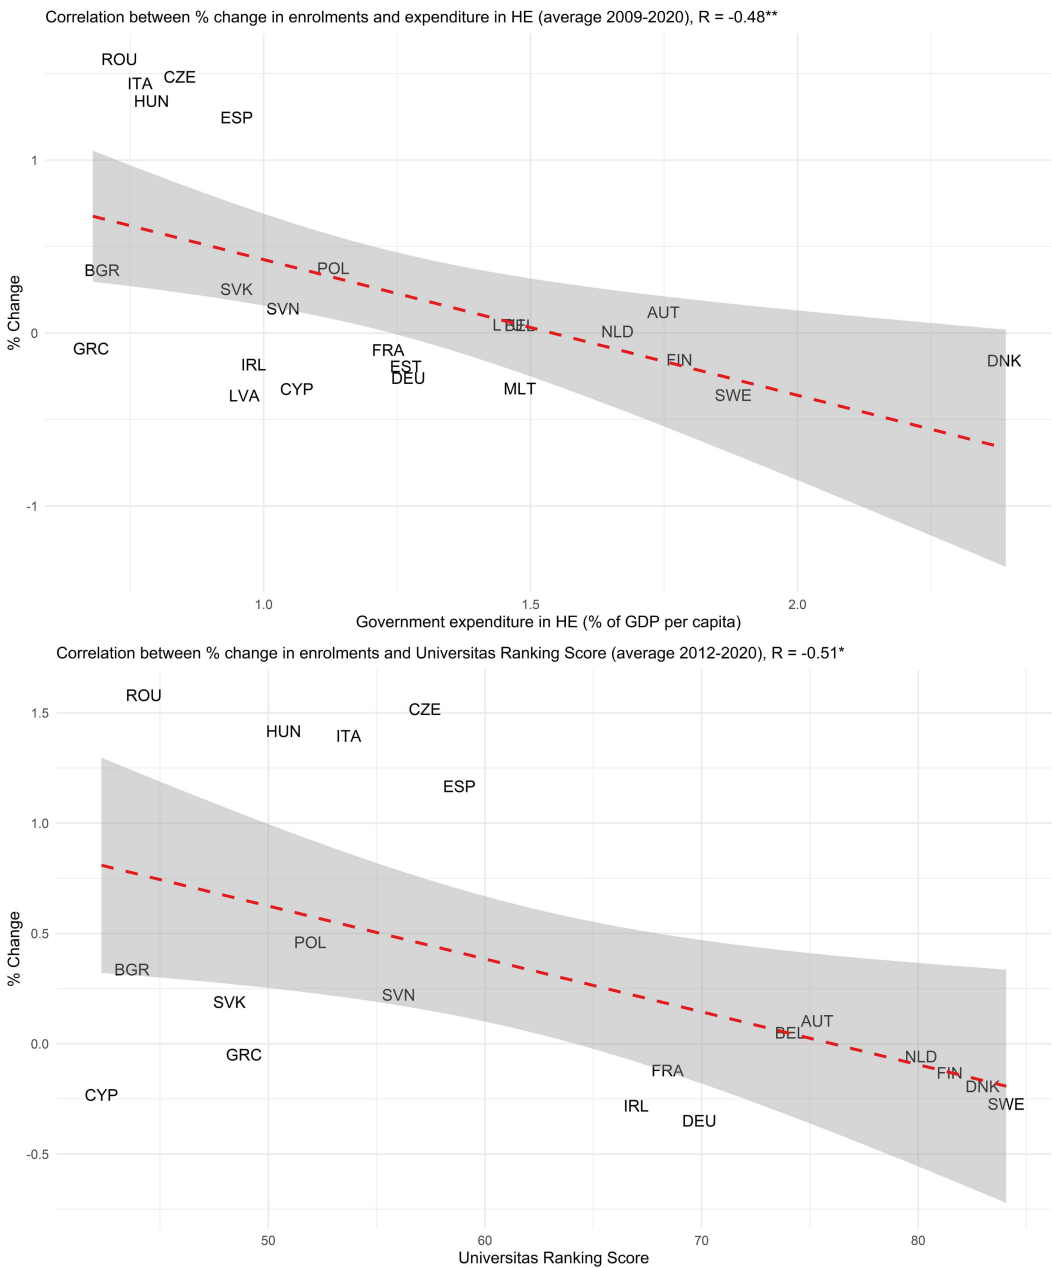 Correlation between % change in enrolments and expenditure in HE (average 2009-2020), R = -0.48**
ROU
CZE
ITA
HUN
ESP
1
BGR
POL
SVK
SVN
AUT
BEL
NLD
% Change
0
GRC
FRA
FIN
DNK
IRL
EST
DEU
CYP
MLT
LVA
SWE
-1
1.0 1.5 2.0
Government expenditure in HE (% of GDP per capita)
Correlation between % change in enrolments and Universitas Ranking Score (average 2012-2020), R = -0.51*
ROU
CZE
1.5
HUN
ITA
ESP
1.0
0.5
POL
% Change
BGR
SVN
SVK
AUT
BEL
0.0
GRC
NLD
FRA
FIN
DNK
CYP
IRL
SWE
DEU
-0.5
50 60 70 80
Universitas Ranking Score